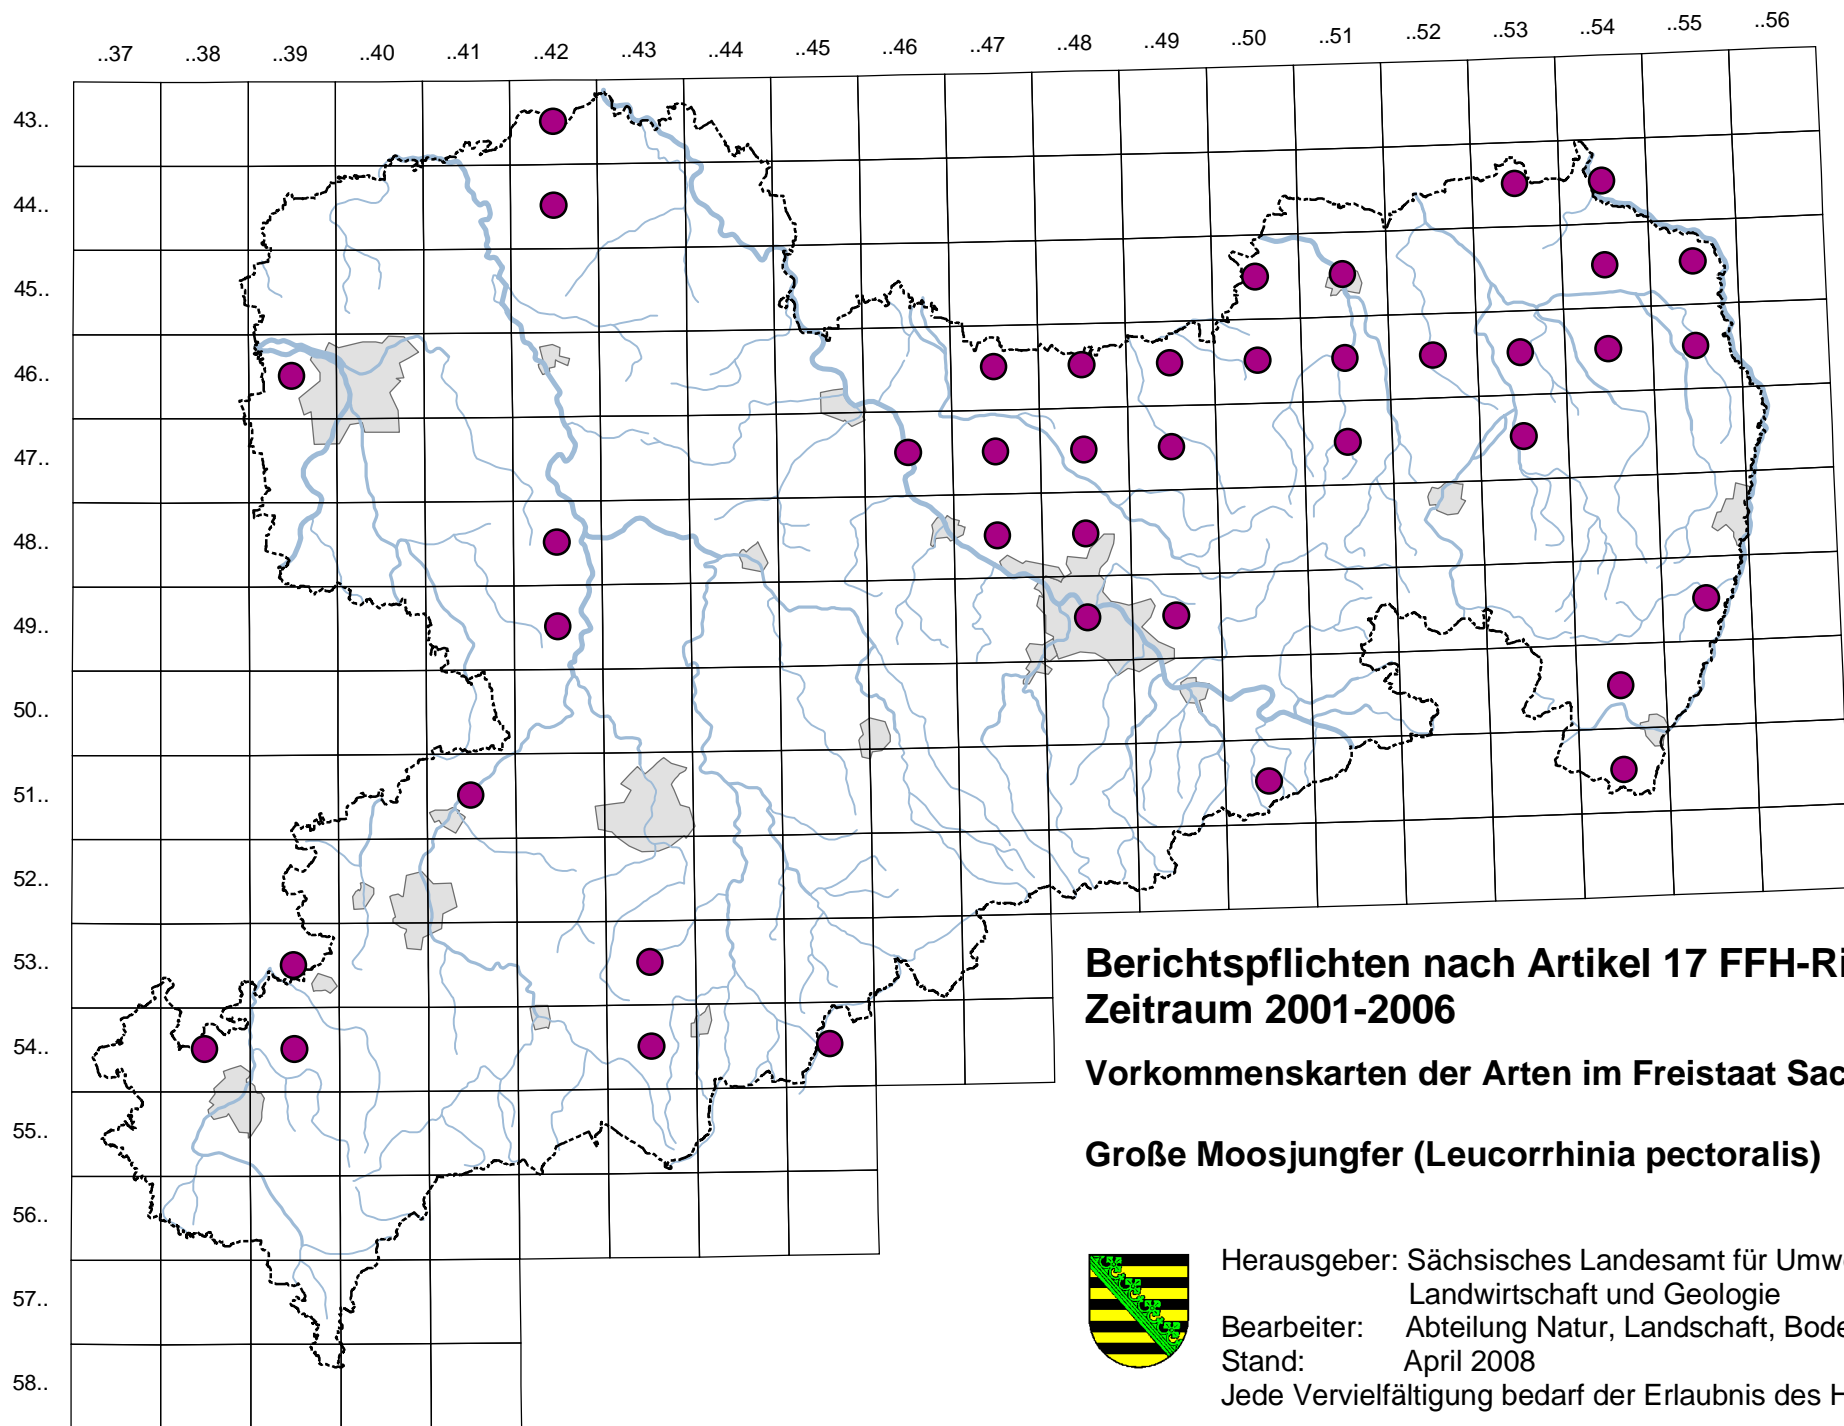 ..37 ..38 ..39 ..40 ..41 ..42 ..43 ..44 ..45 ..46 ..47 ..48 ..49 ..50 ..51 ..52 ..53 ..54 ..55 ..56
43..
44..
45..
46..
47..
48..
49..
50..
51..
52..
53..
54..
55..
56..
57..
58..
Berichtspflichten nach Artikel 17 FFH-Ri
Zeitraum 2001-2006
Vorkommenskarten der Arten im Freistaat Sac
Große Moosjungfer (Leucorrhinia pectoralis)
Herausgeber: Sächsisches Landesamt für Umwe
Landwirtschaft und Geologie
Bearbeiter: Abteilung Natur, Landschaft, Bode
Stand: April 2008
Jede Vervielfältigung bedarf der Erlaubnis des H